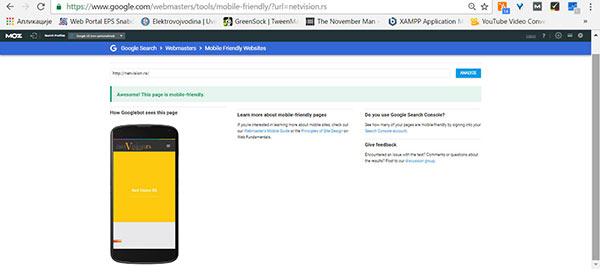 https://www.google.com/webmasters/tools/mobile-friendly/?url=netvision.rs
Апликације
Web Portal EPS Snabd
Elektrovojvodina | Uvi
GreenSock | TweenMa
The November Man -
XAMPP Application M
YouTube Video Conve
MOZ
Search Profile:
Google > Search > Webmasters > Mobile Friendly Websites
http://netvision.rs/
ANALYZE
Awesome! This page is mobile-friendly.
How Googlebot sees this page
Net Vision RS
Learn more about mobile-friendly pages
If you're interested in learning more about mobile sites, check out
our Webmaster's Mobile Guide or the Principles of Site Design on
Web Fundamentals.
Do you use Google Search Console?
See how many of your pages are mobile-friendly by signing into your
Search Console account.
Give feedback
Encountered an issue with the test? Comments or questions about
the results? Post to our discussion group.